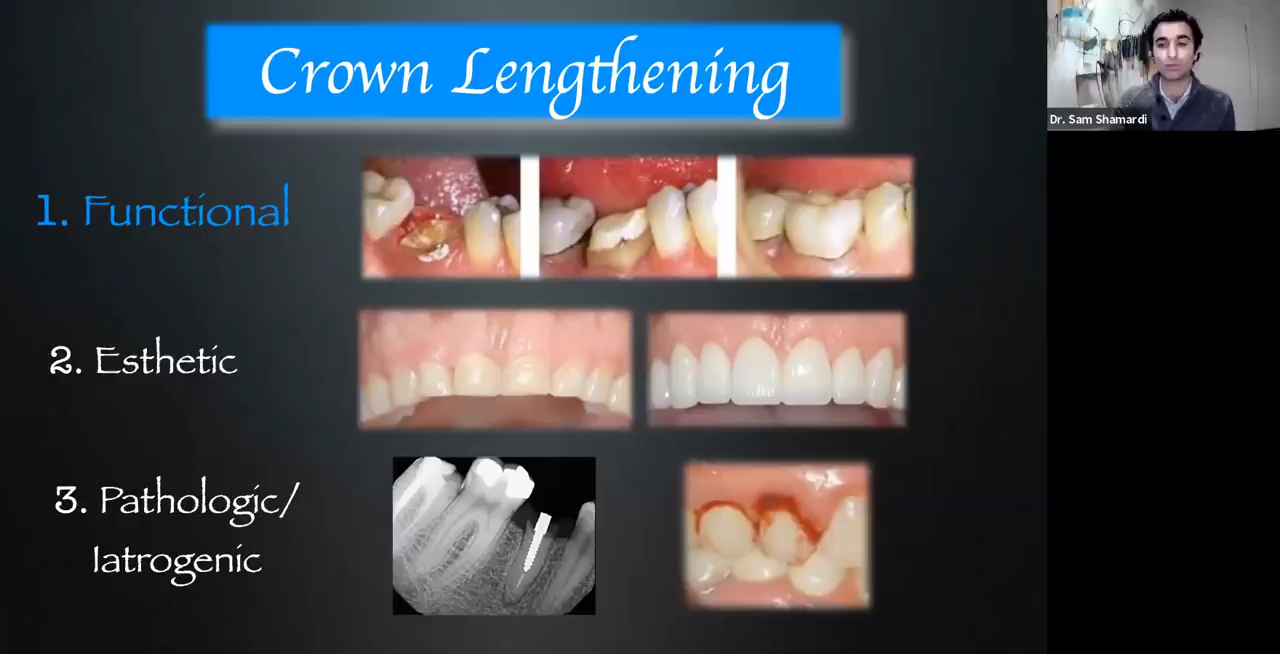 Crown Lengthening
Dr. Sam Shamardi
1. Functional
2. Esthetic
3. Pathologic/
Iatrogenic